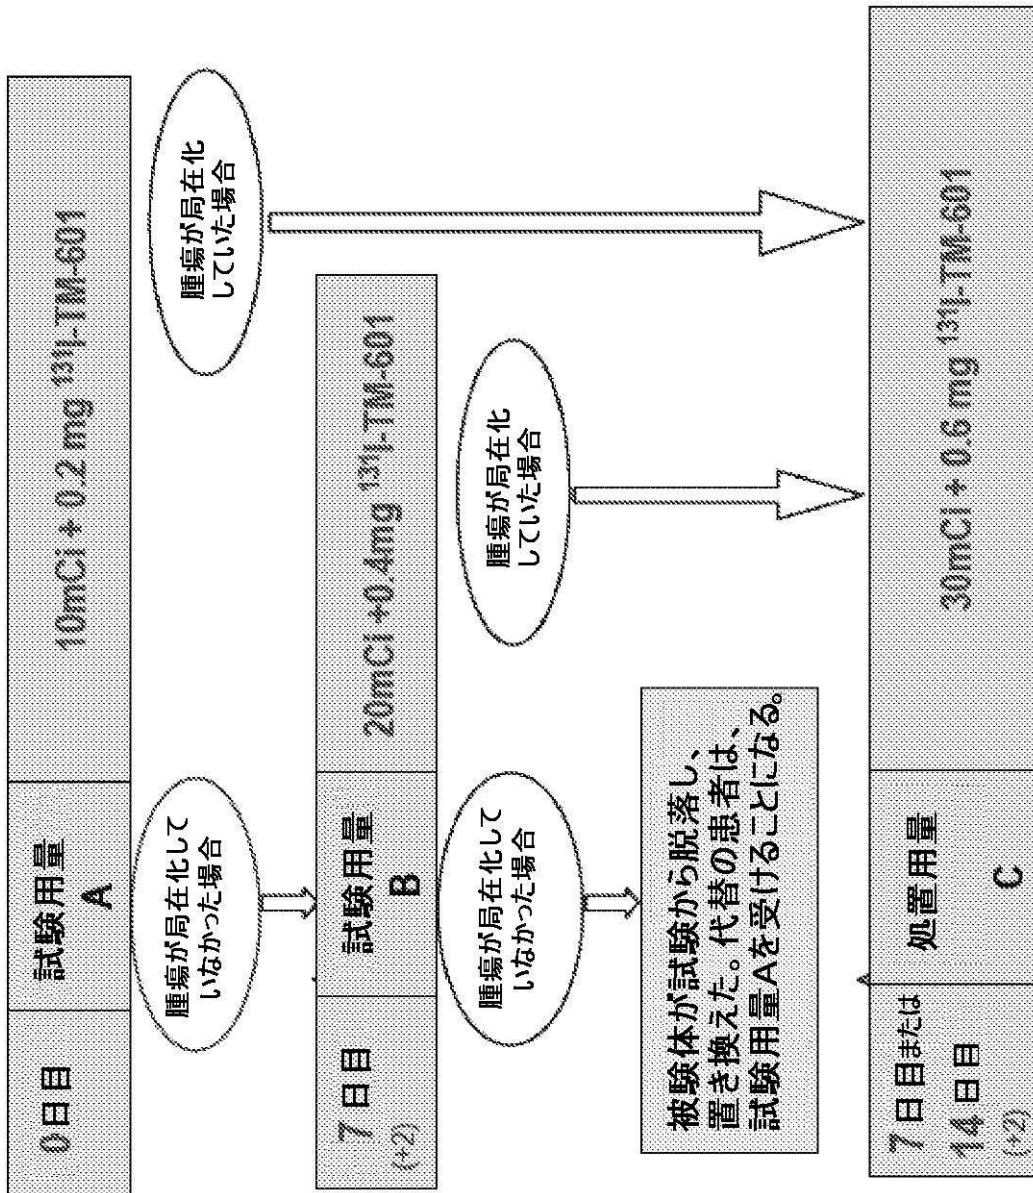 0日目
試験用量
A
10mCi + 0.2 mg ¹³¹I-TM-601
腫瘍が局在化して
いなかった場合
腫瘍が局在化
していた場合
7
日目
(+2)
試験用量
B
20mCi +0.4mg ¹³¹I-TM-601
腫瘍が局在化して
いなかった場合
腫瘍が局在化
していた場合
被験体が試験から脱落し、
置き換えた。代替の患者は、
試験用量Aを受けることになる。
7 日目または
14 日目
(+2)
処置用量
C
30mCi + 0.6 mg ¹³¹I-TM-601